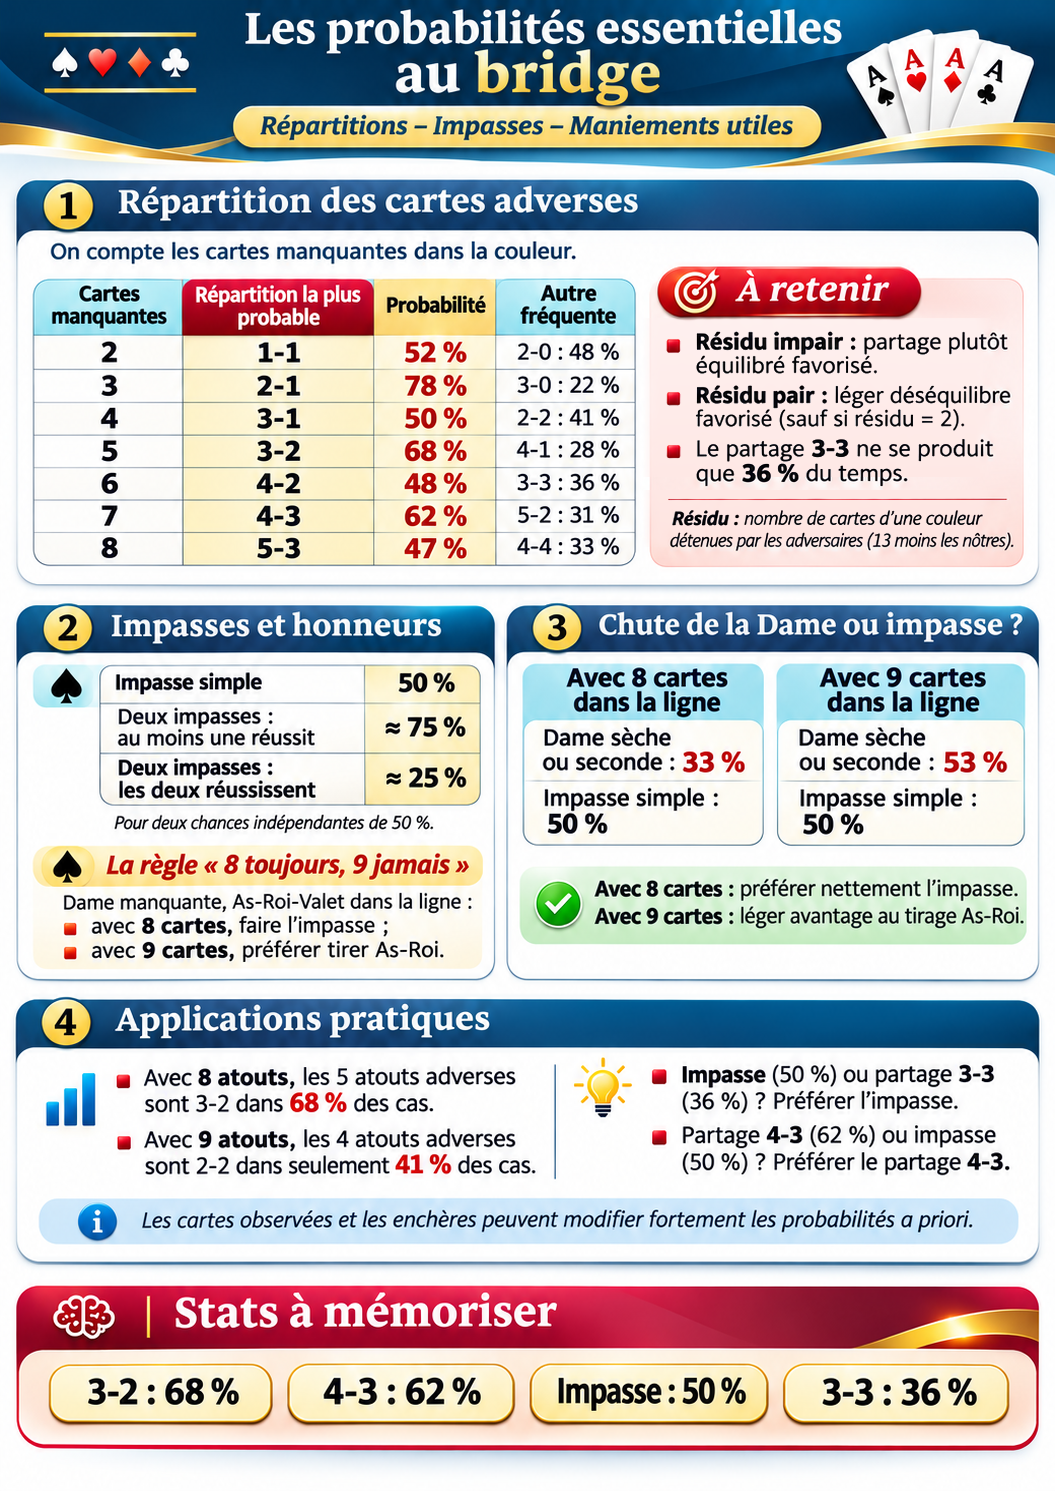 Les probabilités essentielles
au bridge
Répartitions – Impasses – Maniements utiles
A
A
A
A
1
Répartition des cartes adverses
On compte les cartes manquantes dans la couleur.
Cartes manquantes | Répartition la plus probable | Probabilité | Autre fréquente
2 | 1-1 | 52 % | 2-0 : 48 %
3 | 2-1 | 78 % | 3-0 : 22 %
4 | 3-1 | 50 % | 2-2 : 41 %
5 | 3-2 | 68 % | 4-1 : 28 %
6 | 4-2 | 48 % | 3-3 : 36 %
7 | 4-3 | 62 % | 5-2 : 31 %
8 | 5-3 | 47 % | 4-4 : 33 %
À retenir
Résidu impair : partage plutôt
équilibré favorisé.
Résidu pair : léger déséquilibre
favorisé (sauf si résidu = 2).
Le partage 3-3 ne se produit
que 36 % du temps.
Résidu : nombre de cartes d’une couleur
détenues par les adversaires (13 moins les nôtres).
2
Impasses et honneurs
Impasse simple 50 %
Deux impasses :
au moins une réussit ≈ 75 %
Deux impasses :
les deux réussissent ≈ 25 %
Pour deux chances indépendantes de 50 %.
La règle « 8 toujours, 9 jamais »
Dame manquante, As-Roi-Valet dans la ligne :
avec 8 cartes, faire l’impasse ;
avec 9 cartes, préférer tirer As-Roi.
3
Chute de la Dame ou impasse ?
Avec 8 cartes
dans la ligne
Dame sèche
ou seconde : 33 %
Impasse simple :
50 %
Avec 9 cartes
dans la ligne
Dame sèche
ou seconde : 53 %
Impasse simple :
50 %
Avec 8 cartes : préférer nettement l’impasse.
Avec 9 cartes : léger avantage au tirage As-Roi.
4
Applications pratiques
Avec 8 atouts, les 5 atouts adverses
sont 3-2 dans 68 % des cas.
Avec 9 atouts, les 4 atouts adverses
sont 2-2 dans seulement 41 % des cas.
Impasse (50 %) ou partage 3-3
(36 %) ? Préférer l’impasse.
Partage 4-3 (62 %) ou impasse
(50 %) ? Préférer le partage 4-3.
i
Les cartes observées et les enchères peuvent modifier fortement les probabilités a priori.
Stats à mémoriser
3-2 : 68 %
4-3 : 62 %
Impasse : 50 %
3-3 : 36 %